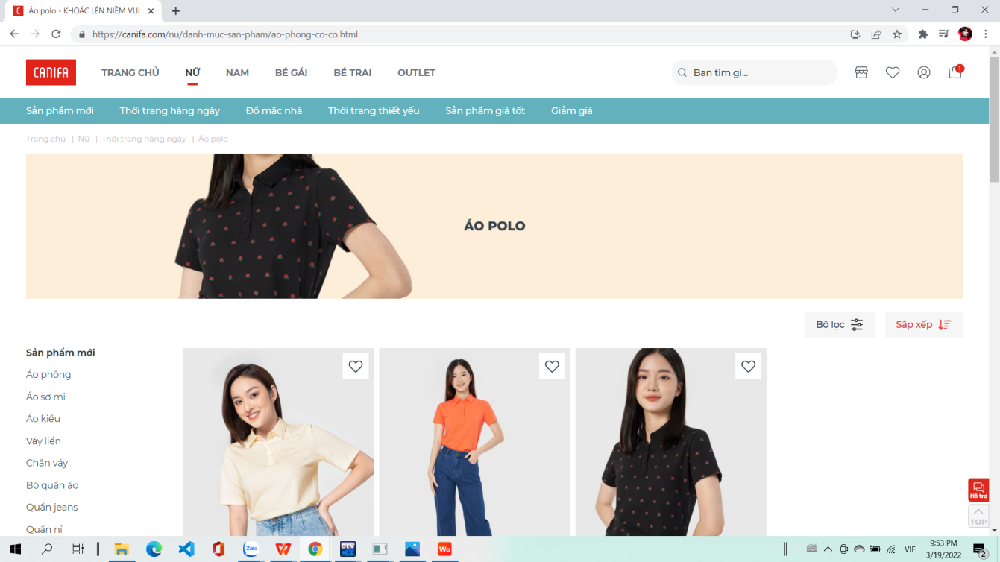 Áo polo - KHOÁC LÊN NIỀM VUI
https://canifa.com/nu/danh-muc-san-pham/ao-phong-co-co.html
CANIFA TRANG CHỦ NỮ NAM BÉ GÁI BÉ TRAI OUTLET Bạn tìm gì... 1
Sản phẩm mới Thời trang hàng ngày Đồ mặc nhà Thời trang thiết yếu Sản phẩm giá tốt Giảm giá
Trang chủ | Nữ | Thời trang hàng ngày | Áo polo
ÁO POLO
Bộ lọc Sắp xếp
Sản phẩm mới
Áo phông
Áo sơ mi
Áo kiểu
Váy liền
Chân váy
Bộ quần áo
Quần jeans
Quần nỉ
Hỗ trợ
TOP
Zalo DEV Wo VIE 9:53 PM
3/19/2022 2